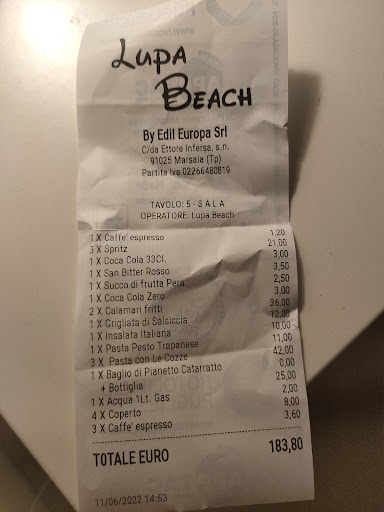 LUPA
BEACH
By Edil Europa Srl
C/da Ettore Infersa, s.n.
91025 Marsala (Tp)
Partita Iva 02266480819
TAVOLO: 5 - S A L A
OPERATORE: Lupa Beach
1 X Caffe' espresso 1,20
3 X Spritz 21,00
1 X Coca Cola 33Cl. 3,00
1 X San Bitter Rosso 3,50
1 X Succo di frutta Pera 2,50
1 X Coca Cola Zero 3,00
2 X Calamari fritti 36,00
1 X Grigliata di Salsiccia 12,00
1 X Insalata Italiana 10,00
1 X Pasta Pesto Trapanese 11,00
3 X Pasta con Le Cozze 42,00
1 X Baglio di Pianetto Catarratto 0,00
+ Bottiglia 25,00
1 X Acqua 1Lt. Gas 2,00
4 X Coperto 8,00
3 X Caffe' espresso 3,60
TOTALE EURO 183,80
11/06/2022 14:53